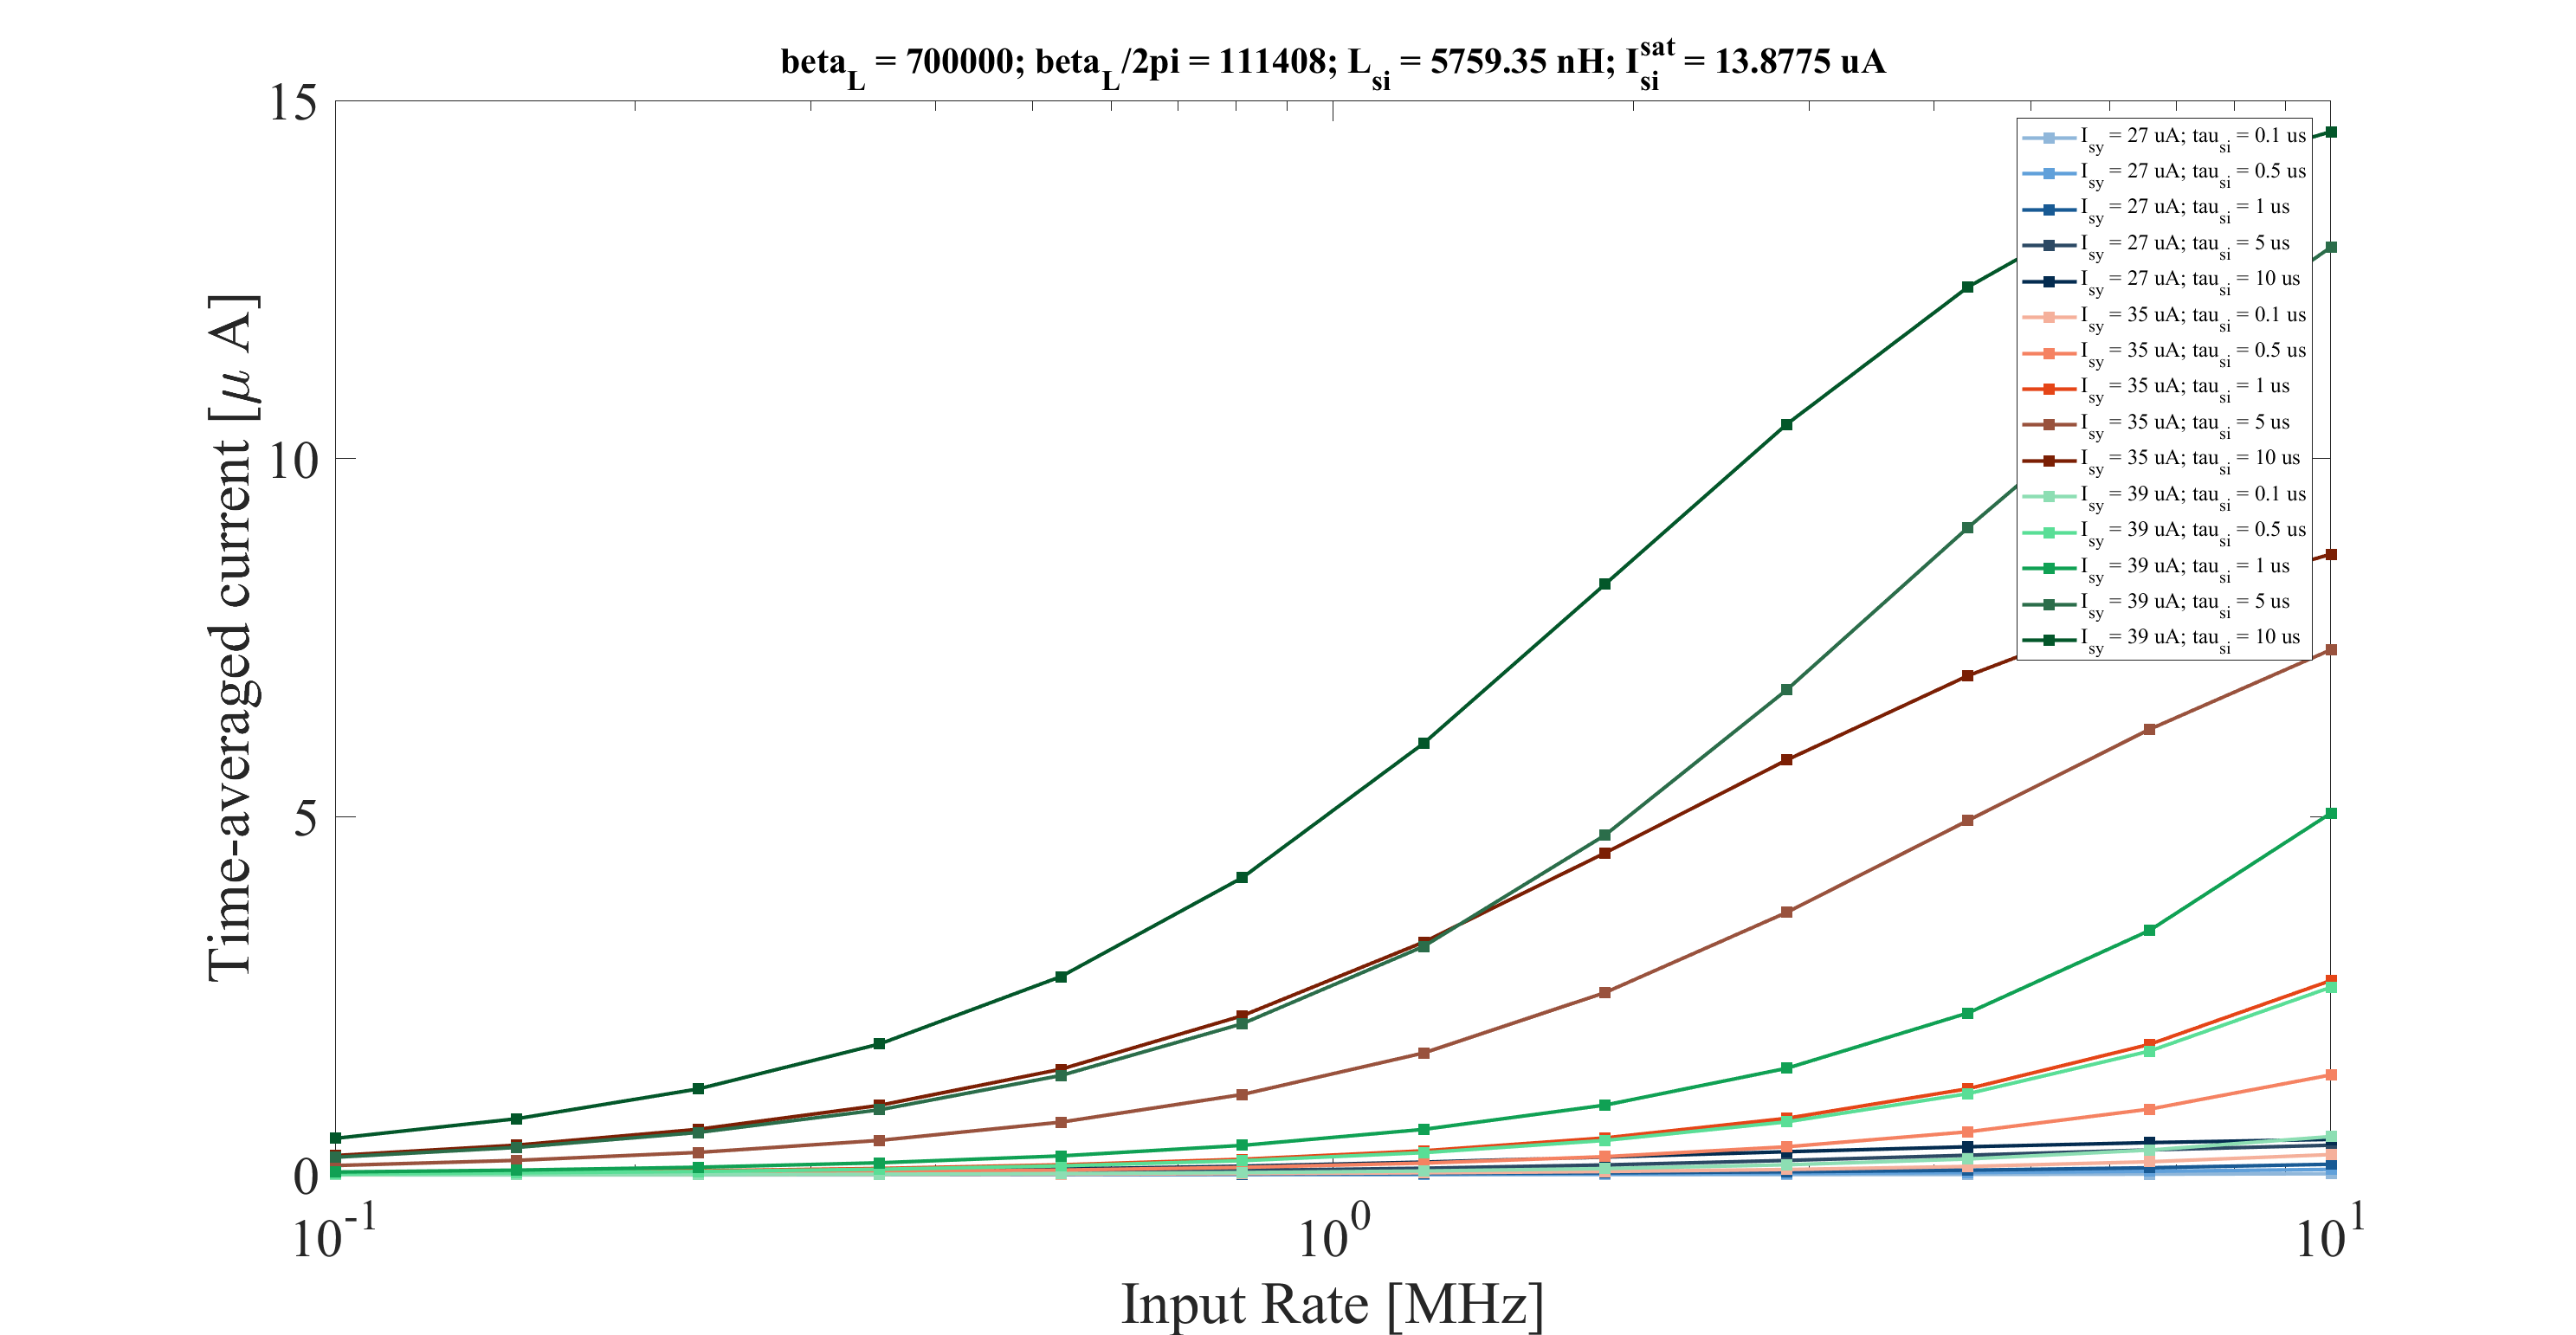 beta_L = 700000; beta_L/2pi = 111408; L_si = 5759.35 nH; I_si^sat = 13.8775 uA
15
10
5
0
Time-averaged current [μ A]
I_sy = 27 uA; tau_si = 0.1 us
I_sy = 27 uA; tau_si = 0.5 us
I_sy = 27 uA; tau_si = 1 us
I_sy = 27 uA; tau_si = 5 us
I_sy = 27 uA; tau_si = 10 us
I_sy = 35 uA; tau_si = 0.1 us
I_sy = 35 uA; tau_si = 0.5 us
I_sy = 35 uA; tau_si = 1 us
I_sy = 35 uA; tau_si = 5 us
I_sy = 35 uA; tau_si = 10 us
I_sy = 39 uA; tau_si = 0.1 us
I_sy = 39 uA; tau_si = 0.5 us
I_sy = 39 uA; tau_si = 1 us
I_sy = 39 uA; tau_si = 5 us
I_sy = 39 uA; tau_si = 10 us
10^-1
10^0
10^1
Input Rate [MHz]